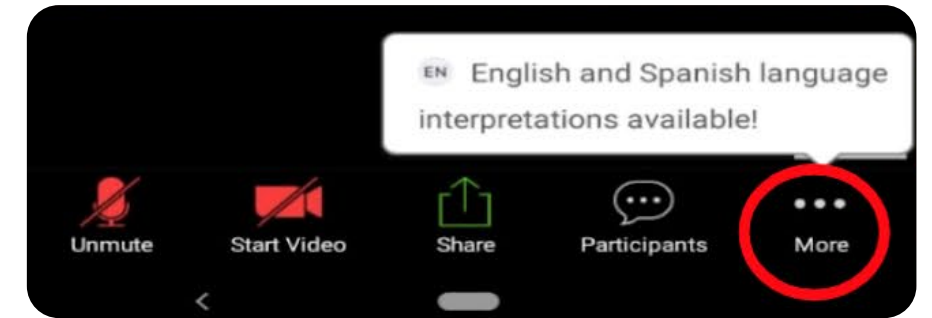 EN English and Spanish language
interpretations available!
Unmute Start Video Share Participants More